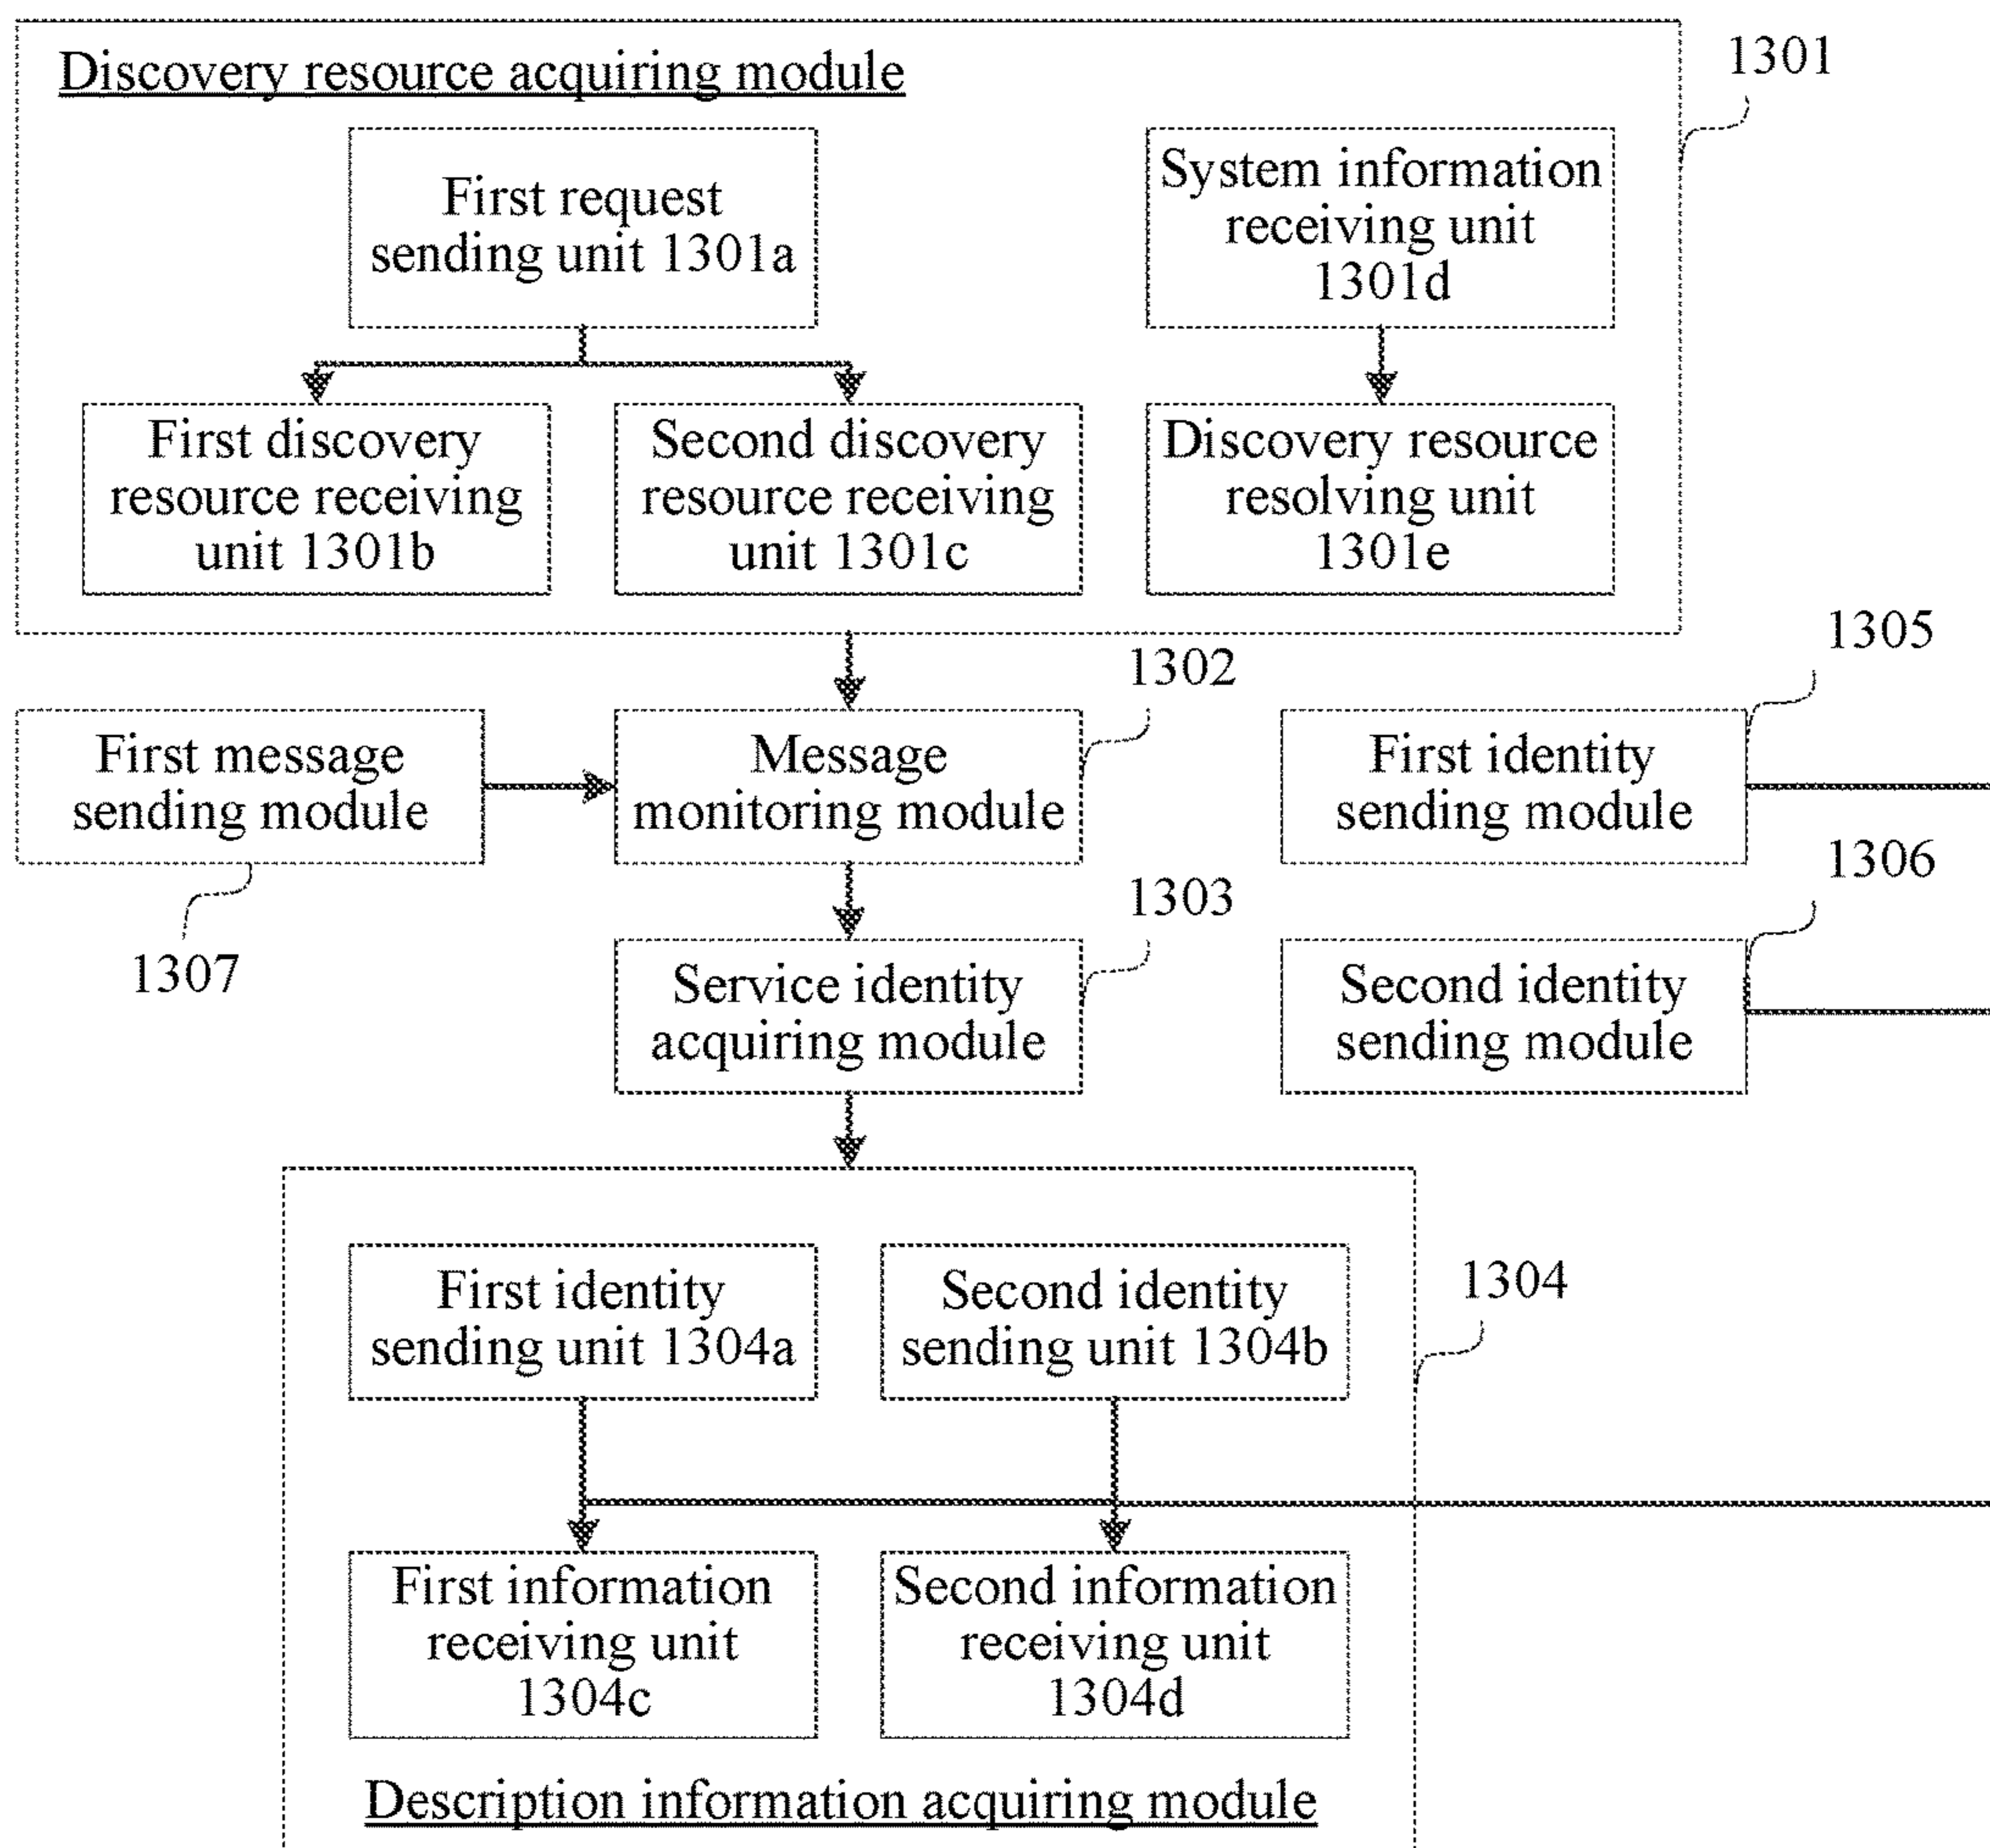 Discovery resource acquiring module
1301
First request
sending unit 1301a
System information
receiving unit
1301d
First discovery
resource receiving
unit 1301b
Second discovery
resource receiving
unit 1301c
Discovery resource
resolving unit
1301e
1305
1302
First message
sending module
Message
monitoring module
First identity
sending module
1306
1303
1307
Service identity
acquiring module
Second identity
sending module
First identity
sending unit 1304a
Second identity
sending unit 1304b
1304
First information
receiving unit
1304c
Second information
receiving unit
1304d
Description information acquiring module